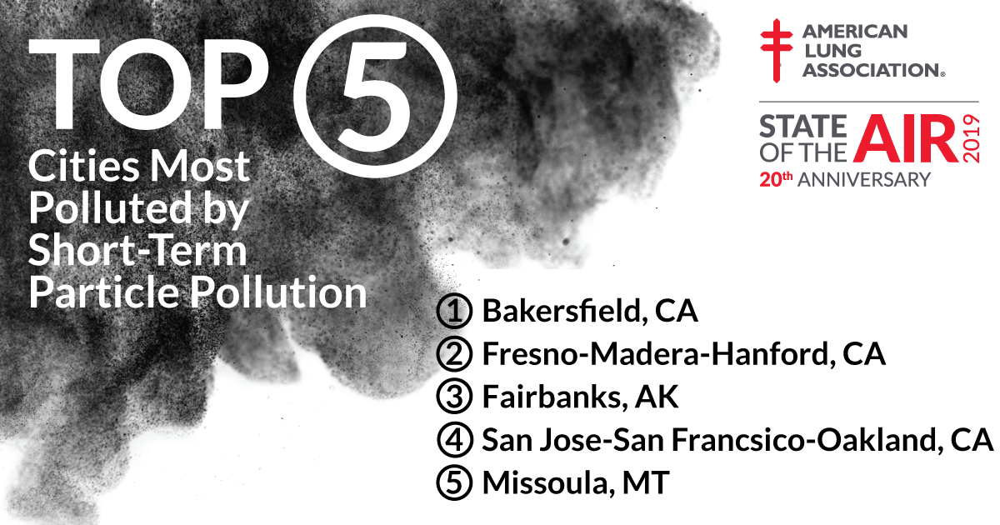 TOP 5
Cities Most
Polluted by
Short-Term
Particle Pollution
AMERICAN
LUNG
ASSOCIATION®
STATE
OF THE AIR 2019
20th ANNIVERSARY
1 Bakersfield, CA
2 Fresno-Madera-Hanford, CA
3 Fairbanks, AK
4 San Jose-San Francsico-Oakland, CA
5 Missoula, MT